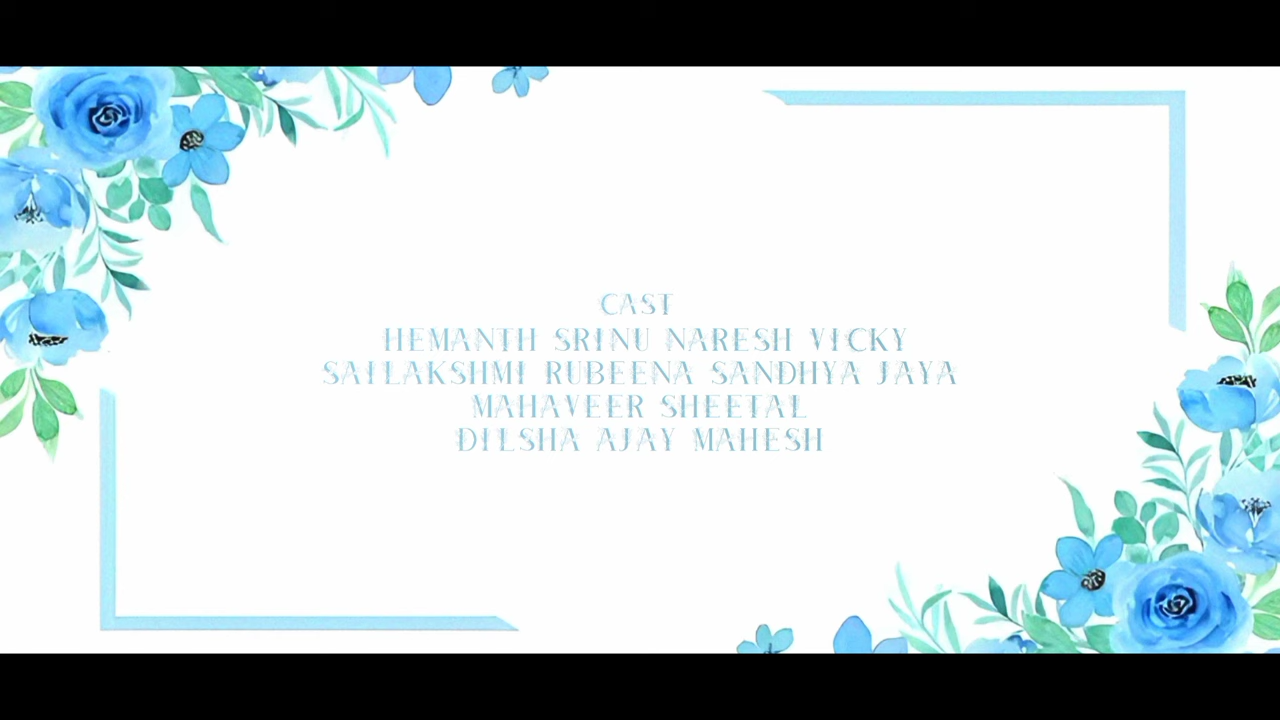 CAST
HEMANTH SRINU NARESH VICKY
SAILAKSHMI RUBEENA SANDHYA JAYA
MAHAVEER SHEETAL
DILSHA AJAY MAHESH